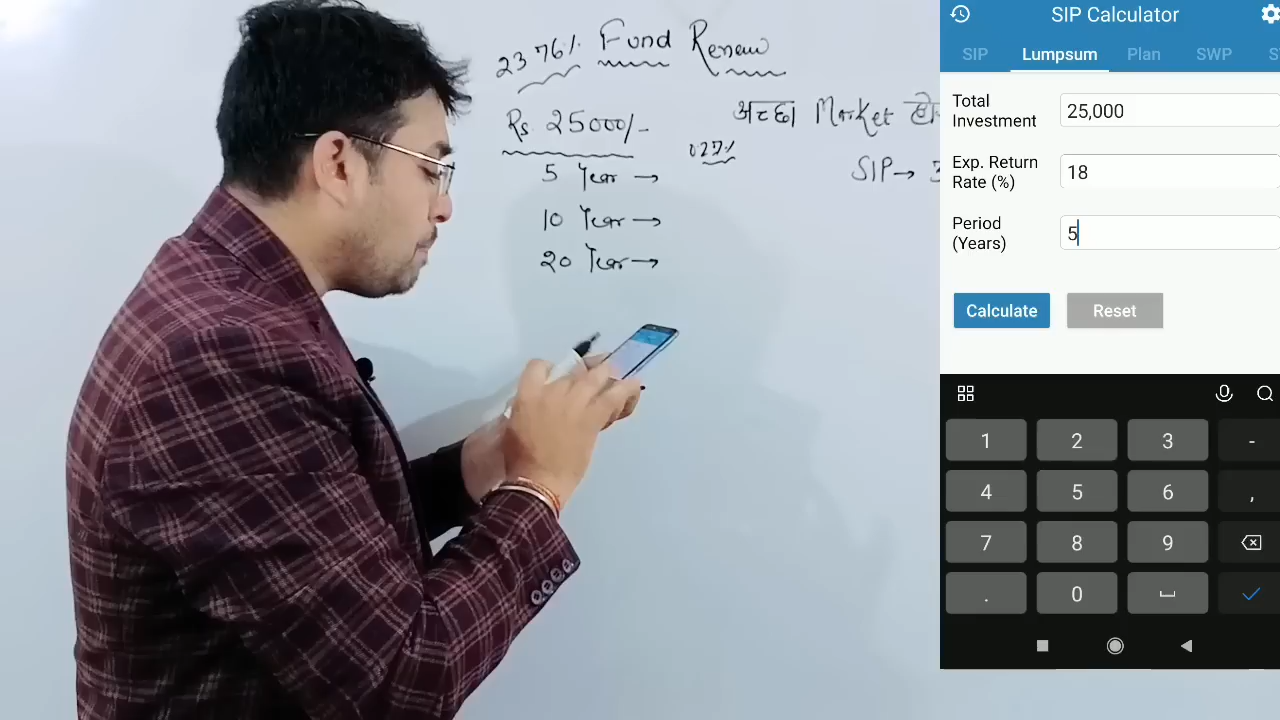 23 76% Fund Renew
Rs. 25000/-
अच्छा Market हो
027%
5 Year →
SIP →
10 Year →
20 Year →
SIP Calculator
SIP Lumpsum Plan SWP
Total Investment 25,000
Exp. Return Rate (%) 18
Period (Years) 5
Calculate Reset
1 2 3 -
4 5 6 ,
7 8 9
. 0